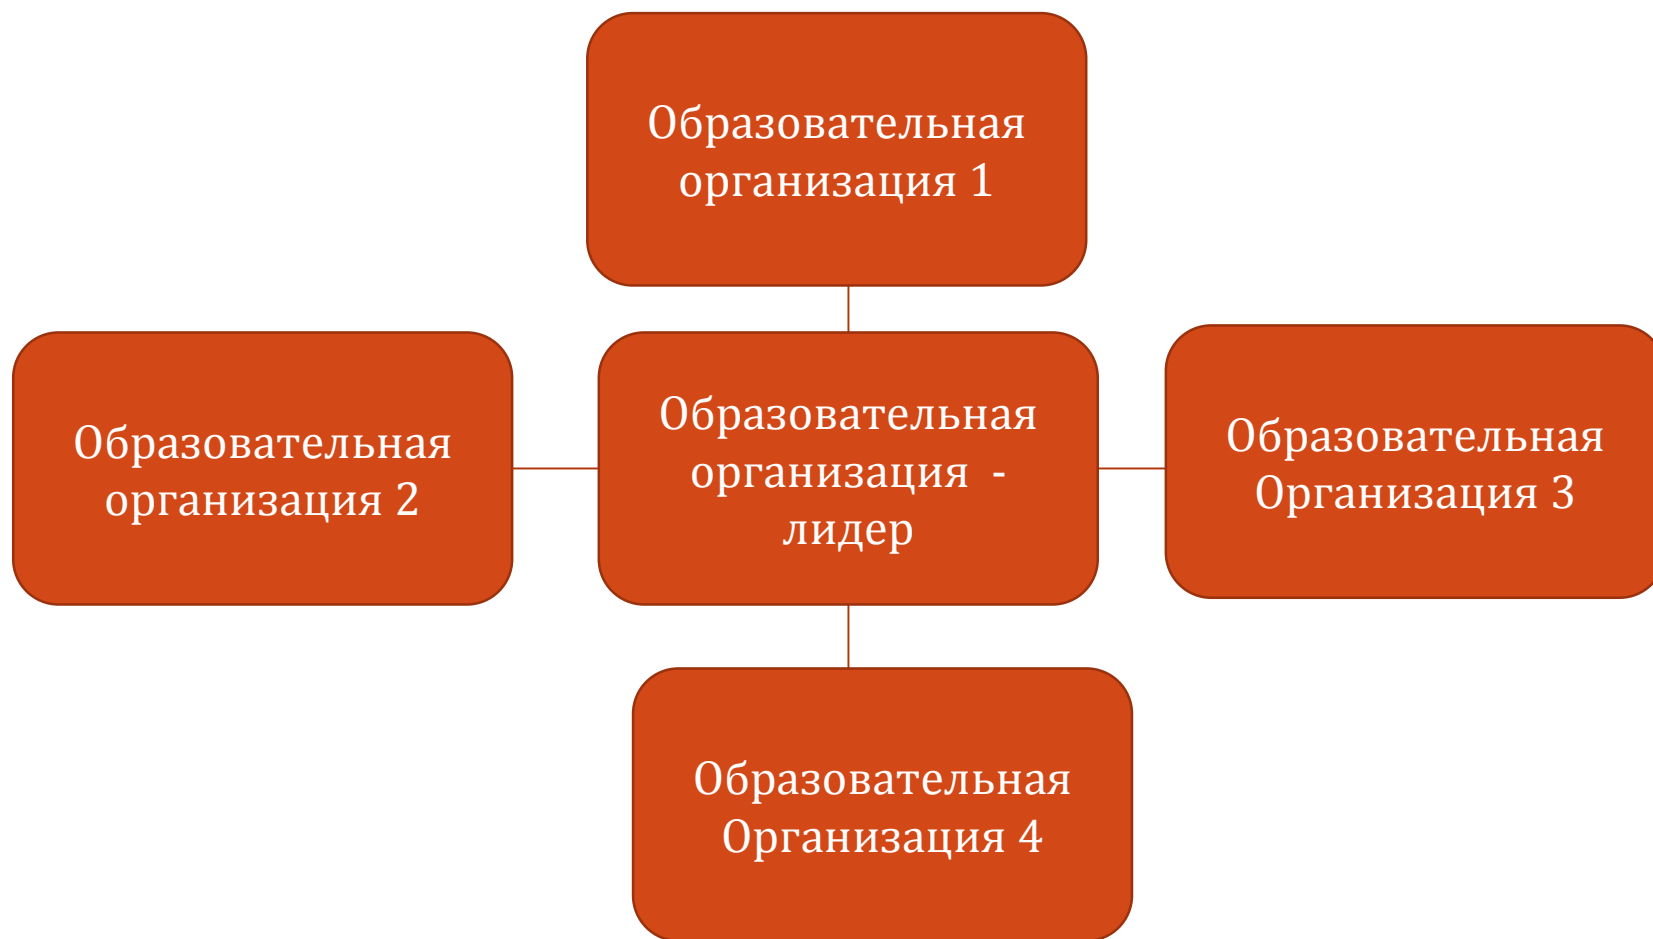 Образовательная
организация 1
Образовательная
организация 2
Образовательная
организация  -
лидер
Образовательная
Организация 3
Образовательная
Организация 4